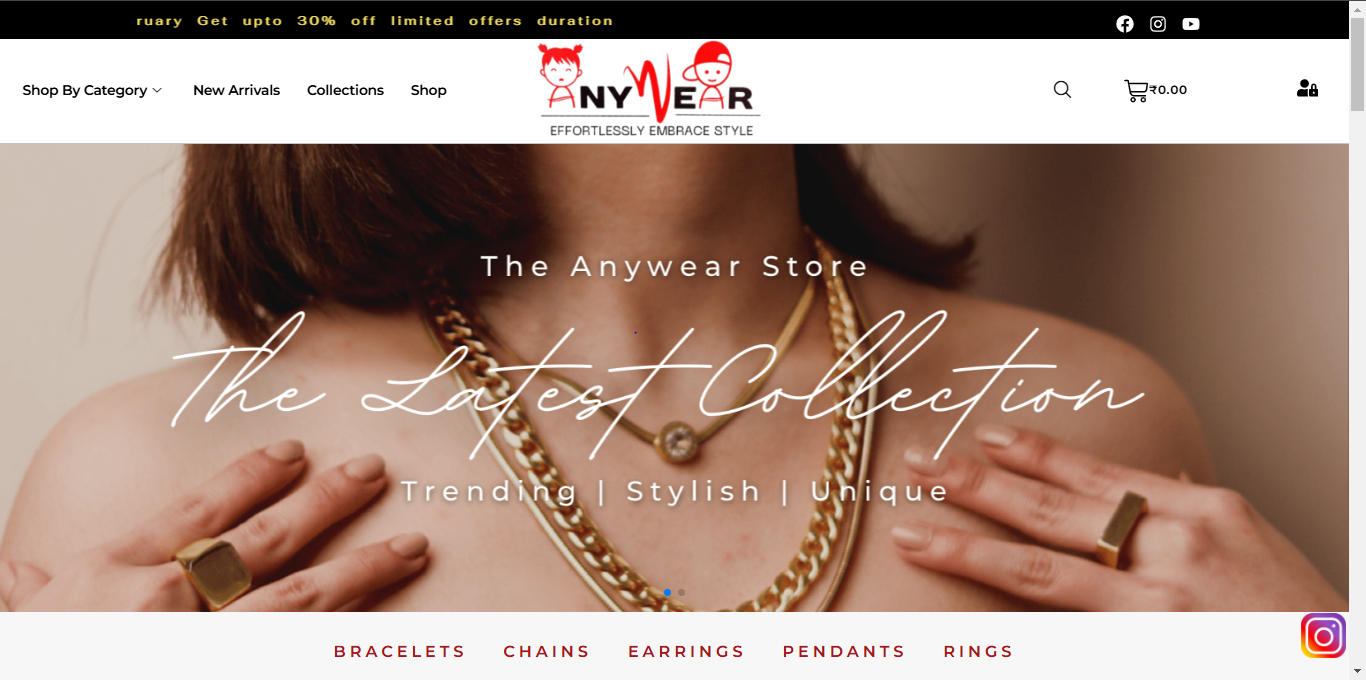 ruary Get upto 30% off limited offers duration
Shop By Category
New Arrivals
Collections
Shop
ANYWEAR
EFFORTLESSLY EMBRACE STYLE
₹0.00
The Anywear Store
The Latest Collection
Trending | Stylish | Unique
BRACELETS
CHAINS
EARRINGS
PENDANTS
RINGS